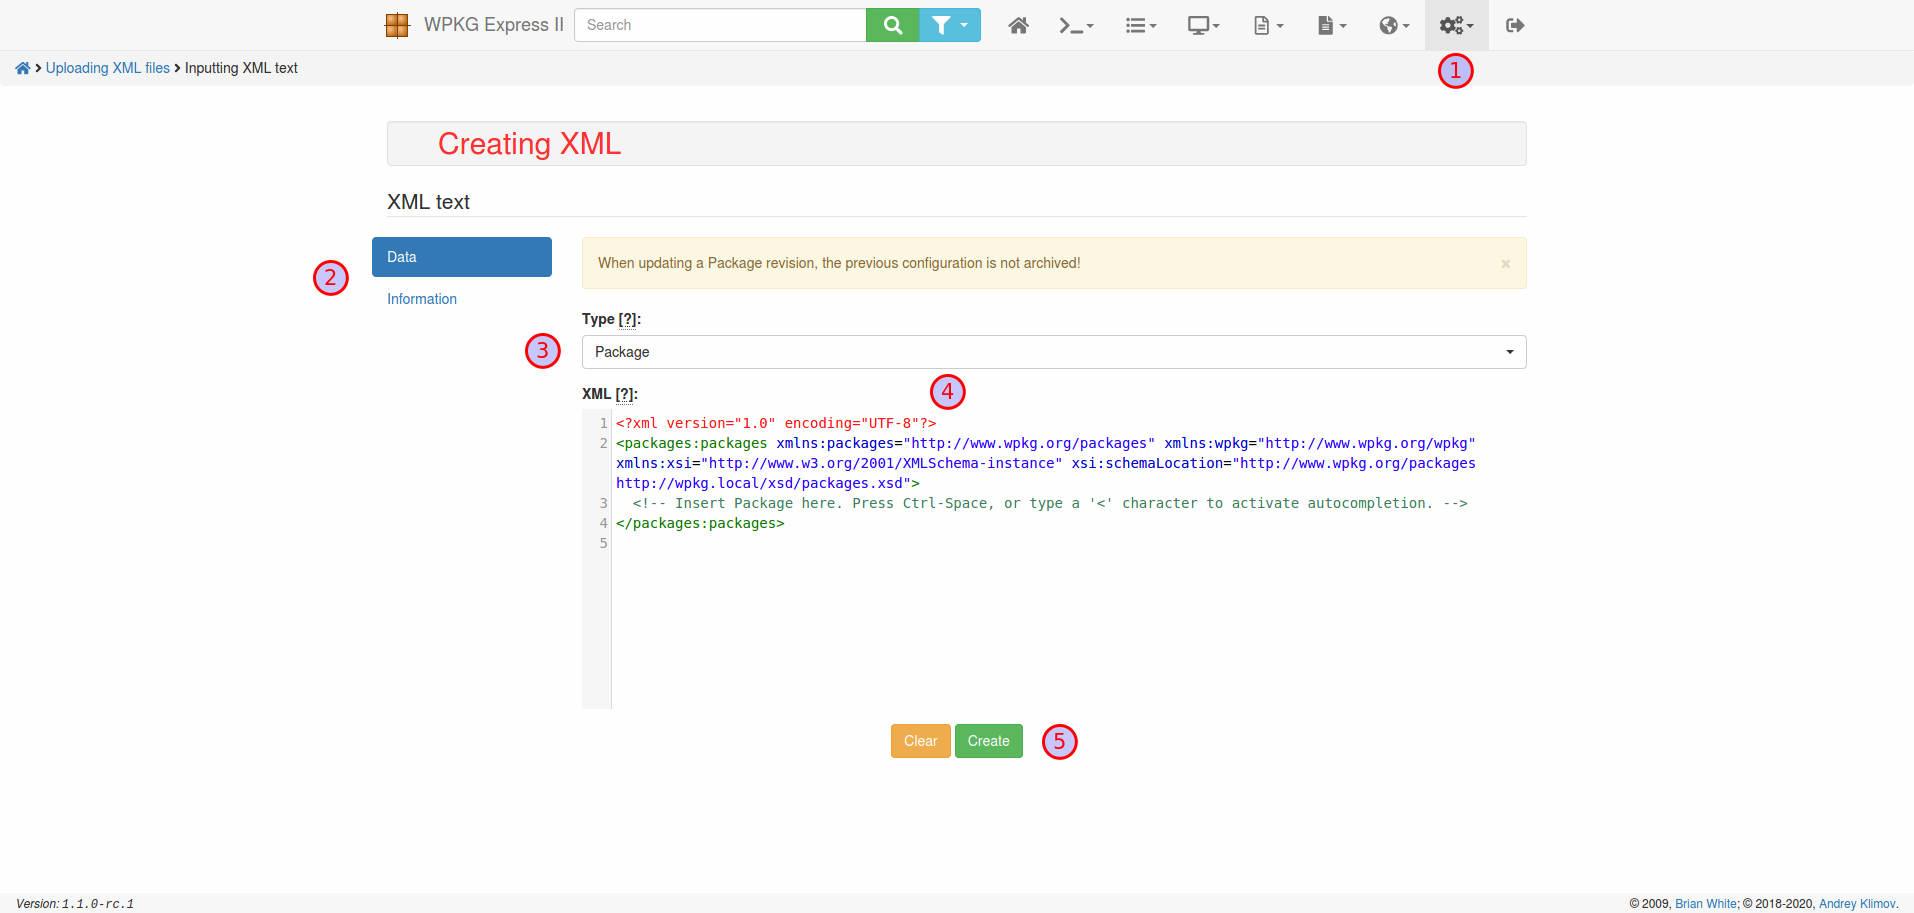 WPKG Express II Search
Uploading XML files Inputting XML text
1
Creating XML
XML text
Data
2
Information
When updating a Package revision, the previous configuration is not archived! ×
Type [?]:
3
Package
4
XML [?]:
1 <?xml version="1.0" encoding="UTF-8"?>
2 <packages:packages xmlns:packages="http://www.wpkg.org/packages" xmlns:wpkg="http://www.wpkg.org/wpkg"
xmlns:xsi="http://www.w3.org/2001/XMLSchema-instance" xsi:schemaLocation="http://www.wpkg.org/packages
http://wpkg.local/xsd/packages.xsd">
3 <!-- Insert Package here. Press Ctrl-Space, or type a '<' character to activate autocompletion. -->
4 </packages:packages>
5
Clear Create 5
Version: 1.1.0-rc.1 © 2009, Brian White; © 2018-2020, Andrey Klimov.